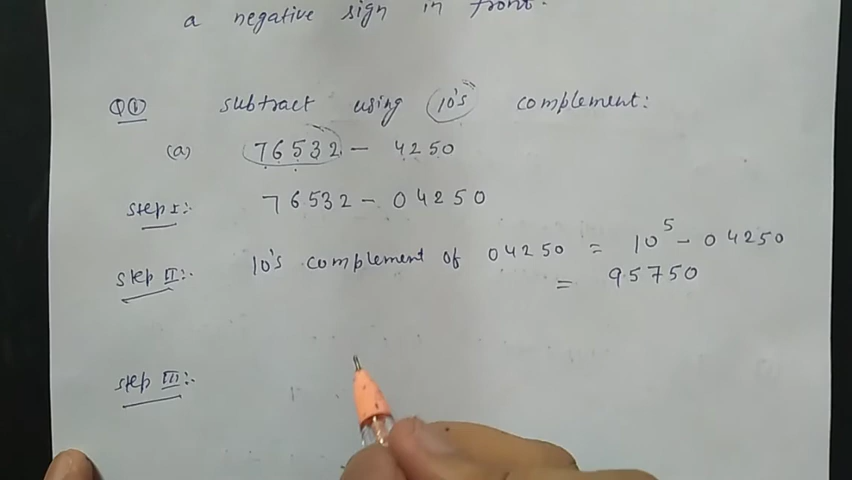 a negative sign in front.
Q① subtract using 10's complement:
(a) 76532 - 4250
step I:- 76532 - 04250
step II:- 10's complement of 04250 = 10^5 - 04250
= 95750
step III:-